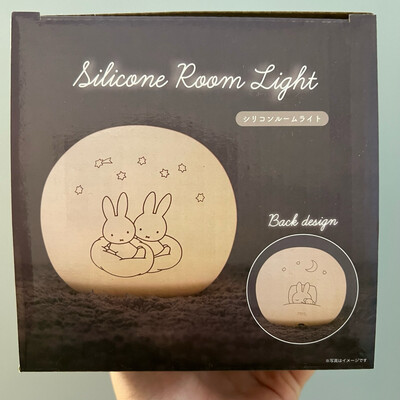 Silicone Room Light
シリコンルームライト
Back design
※写真はイメージです